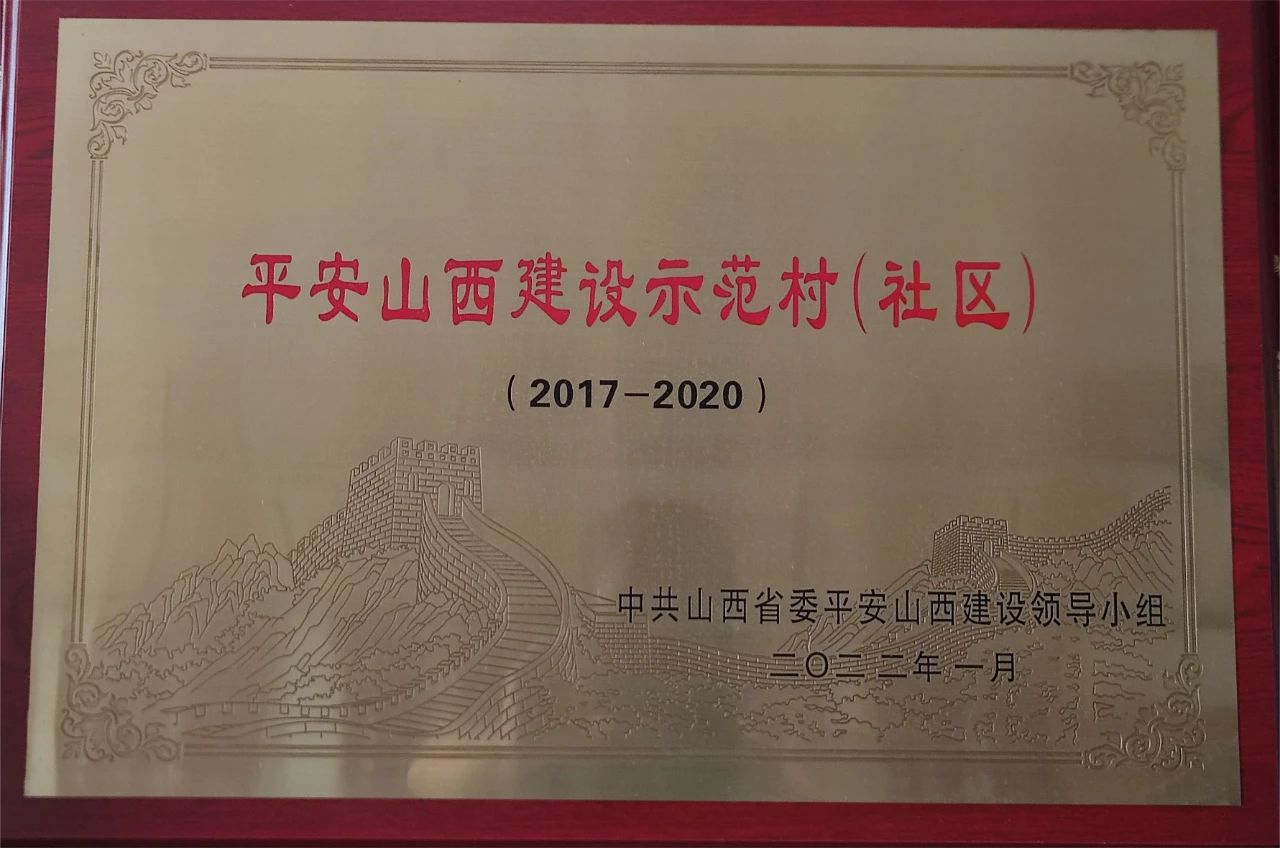 平安山西建设示范村(社区)
(2017-2020)
中共山西省委平安山西建设领导小组
二〇二二年一月